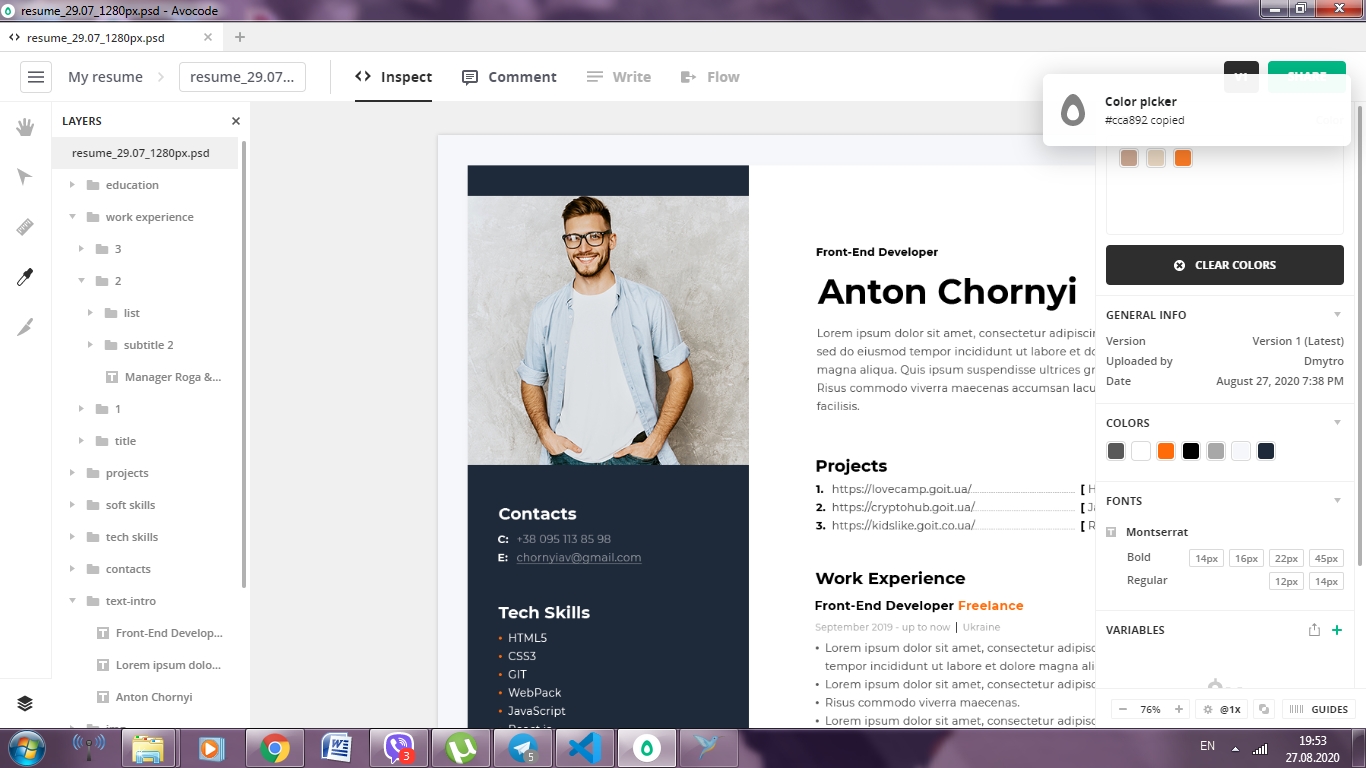 resume_29.07_1280px.psd - Avocode
resume_29.07_1280px.psd
My resume
resume_29.07...
Inspect
Comment
Write
Flow
Color picker
#cca892 copied
LAYERS
resume_29.07_1280px.psd
education
work experience
3
2
list
subtitle 2
Manager Roga &...
1
title
projects
soft skills
tech skills
contacts
text-intro
Front-End Develop...
Lorem ipsum dolo...
Anton Chornyi
Contacts
C: +38 095 113 85 98
E: chornyiav@gmail.com
Tech Skills
• HTML5
• CSS3
• GIT
• WebPack
• JavaScript
Front-End Developer
Anton Chornyi
Lorem ipsum dolor sit amet, consectetur adipiscin
sed do eiusmod tempor incididunt ut labore et do
magna aliqua. Quis ipsum suspendisse ultrices gr
Risus commodo viverra maecenas accumsan lacu
facilisis.
Projects
1. https://lovecamp.goit.ua/ [ H
2. https://cryptohub.goit.ua/ [ Ja
3. https://kidslike.goit.co.ua/ [ R
Work Experience
Front-End Developer Freelance
September 2019 - up to now | Ukraine
• Lorem ipsum dolor sit amet, consectetur adipisc
tempor incididunt ut labore et dolore magna ali
• Lorem ipsum dolor sit amet, consectetur adipisc
• Risus commodo viverra maecenas.
• Lorem ipsum dolor sit amet, consectetur adipisc
CLEAR COLORS
GENERAL INFO
Version Version 1 (Latest)
Uploaded by Dmytro
Date August 27, 2020 7:38 PM
COLORS
FONTS
Montserrat
Bold 14px 16px 22px 45px
Regular 12px 14px
VARIABLES
76%
@1x
GUIDES
3
5
EN
19:53
27.08.2020